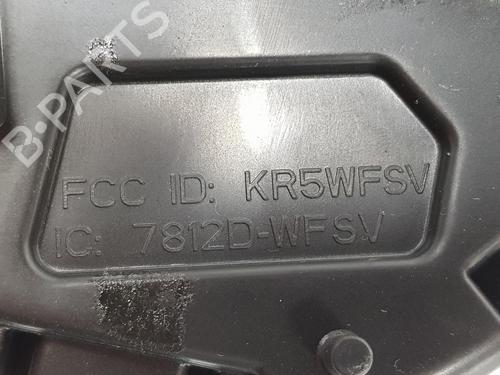 B-PARTS
FCC ID: KR5WFSV
IC: 7812D-WFSV